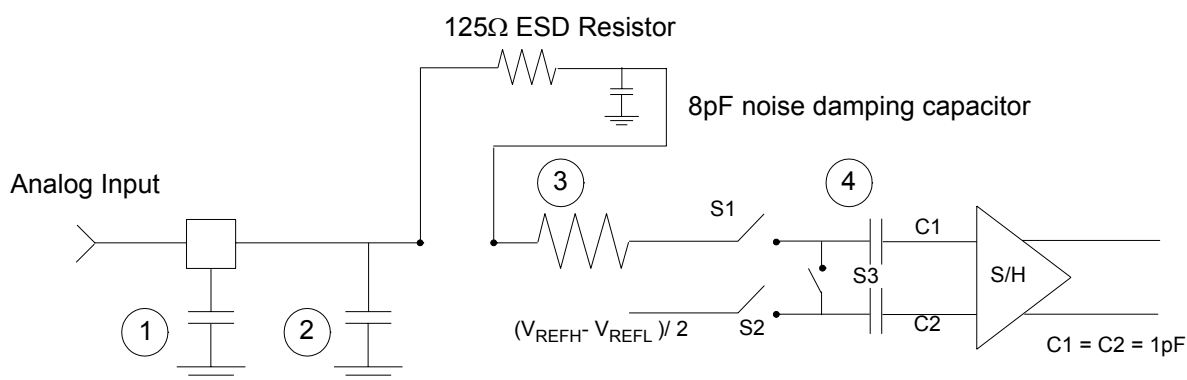 125Ω ESD Resistor
8pF noise damping capacitor
Analog Input
3
4
S1
C1
S3
S/H
1
2
(VREFH- VREFL )/ 2
S2
C2
C1 = C2 = 1pF